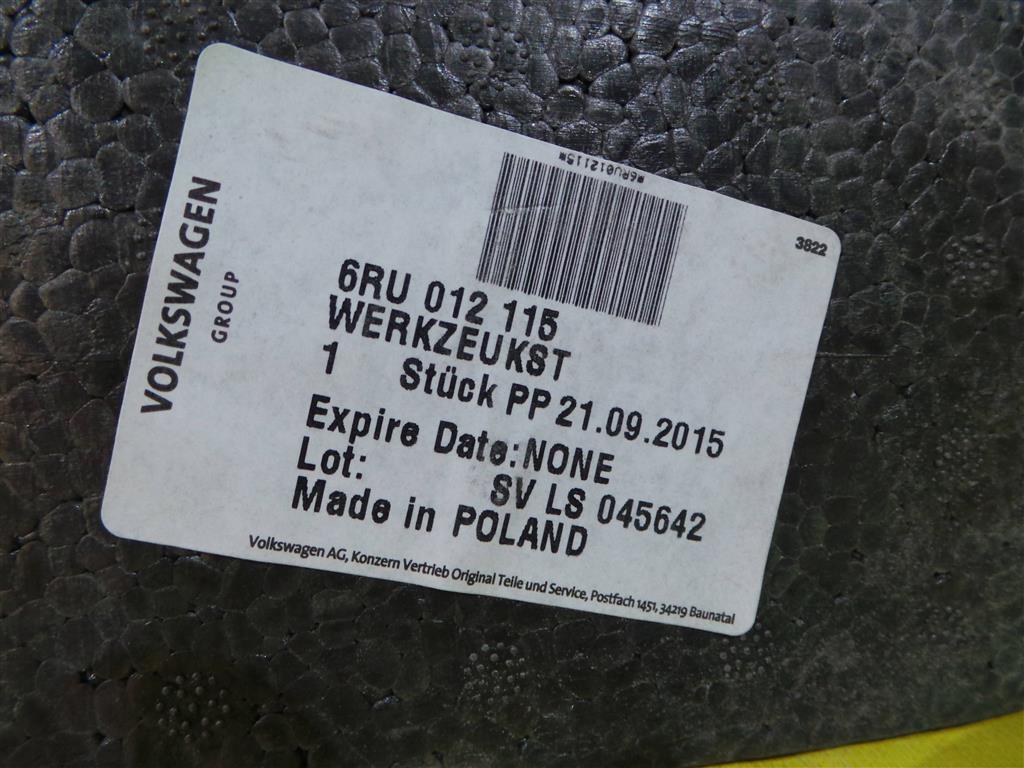 VOLKSWAGEN
GROUP
*6RU012115*
3822
6RU 012 115
WERKZEUKST
1 Stück PP 21.09.2015
Expire Date:NONE
Lot: SV LS 045642
Made in POLAND
Volkswagen AG, Konzern Vertrieb Original Teile und Service, Postfach 1451, 34219 Baunatal